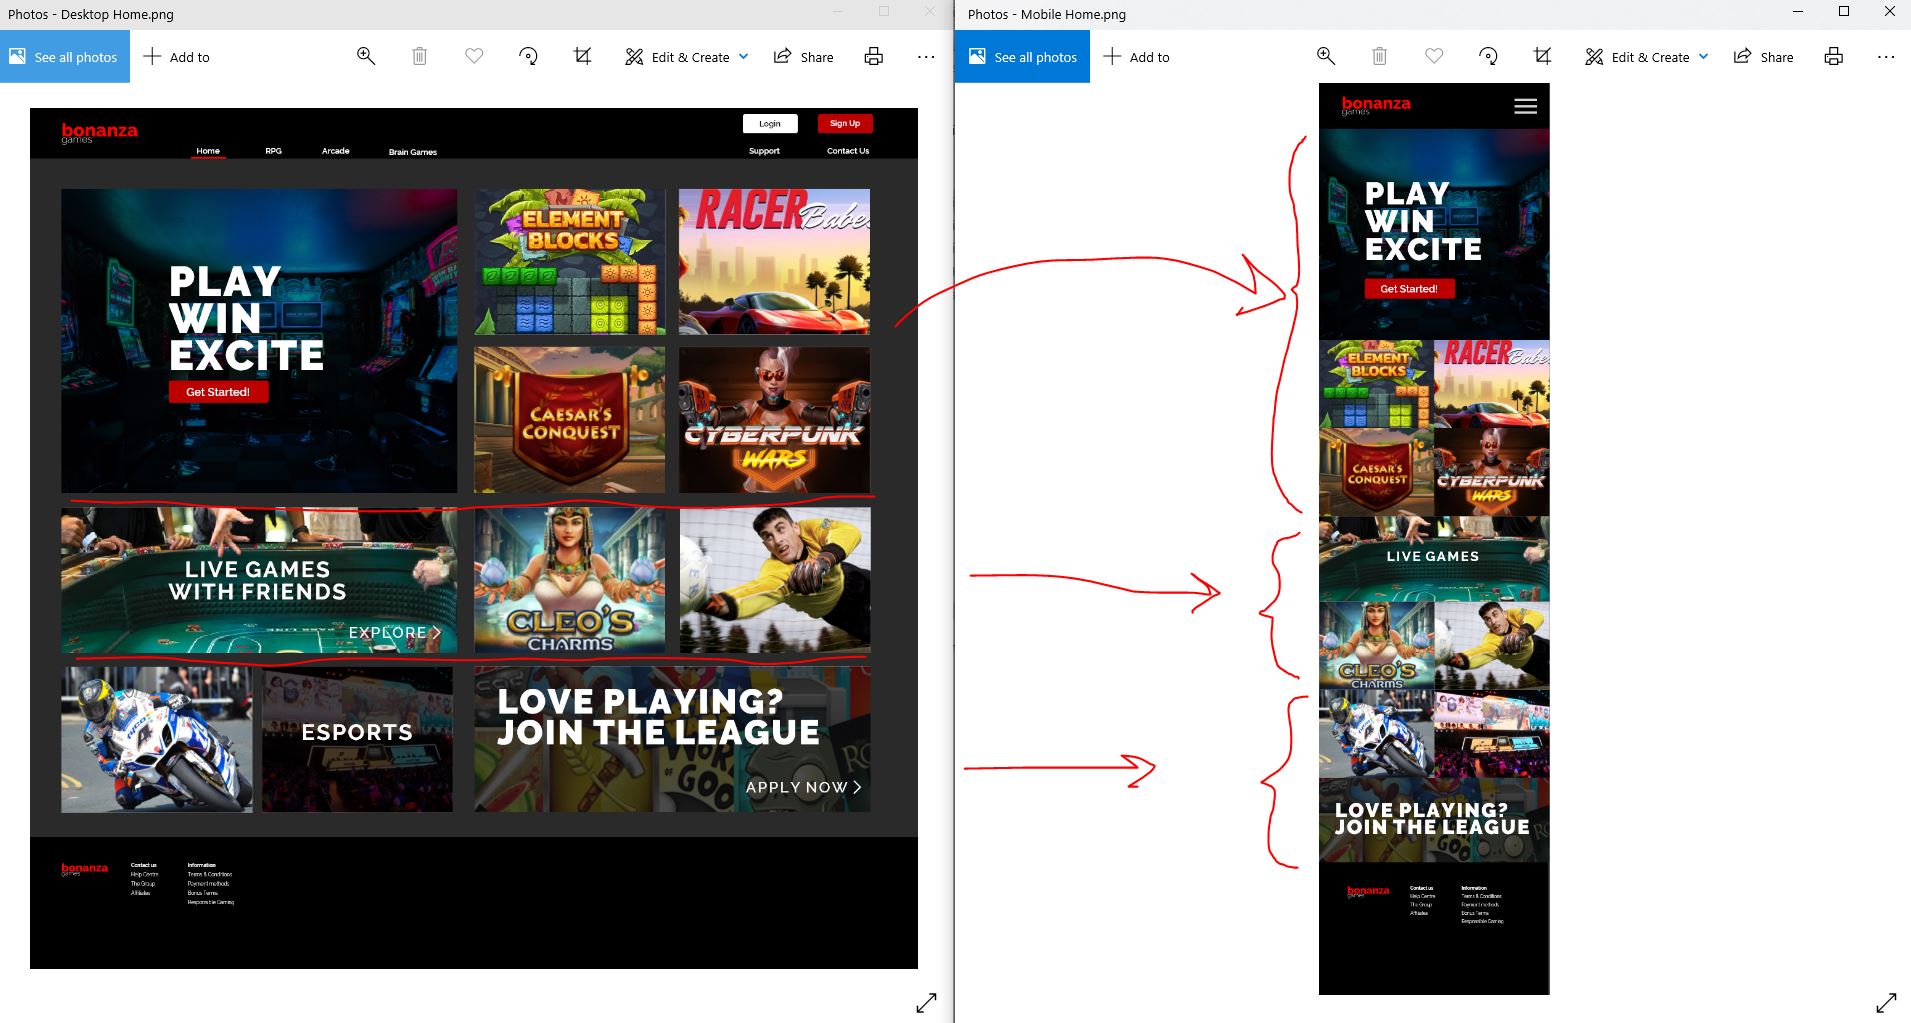 Photos - Desktop Home.png
See all photos
Add to
Edit & Create
Share
bonanza
games
Login
Sign Up
Home
RPG
Arcade
Brain Games
Support
Contact Us
PLAY
WIN
EXCITE
Get Started!
ELEMENT
BLOCKS
RACER
Babe
CAESAR'S
CONQUEST
CYBERPUNK
WARS
LIVE GAMES
WITH FRIENDS
EXPLORE
CLEO'S
CHARMS
ESPORTS
LOVE PLAYING?
JOIN THE LEAGUE
APPLY NOW
bonanza
games
Contact us
Help Centre
The Group
Affiliates
Information
Terms & Conditions
Payment methods
Bonus Terms
Responsible Gaming
Photos - Mobile Home.png
See all photos
Add to
Edit & Create
Share
bonanza
games
PLAY
WIN
EXCITE
Get Started!
ELEMENT
BLOCKS
RACER
Babe
CAESAR'S
CONQUEST
CYBERPUNK
WARS
LIVE GAMES
CLEO'S
CHARMS
LOVE PLAYING?
JOIN THE LEAGUE
bonanza
games
Contact us
Help Centre
The Group
Affiliates
Information
Terms & Conditions
Payment methods
Bonus Terms
Responsible Gaming